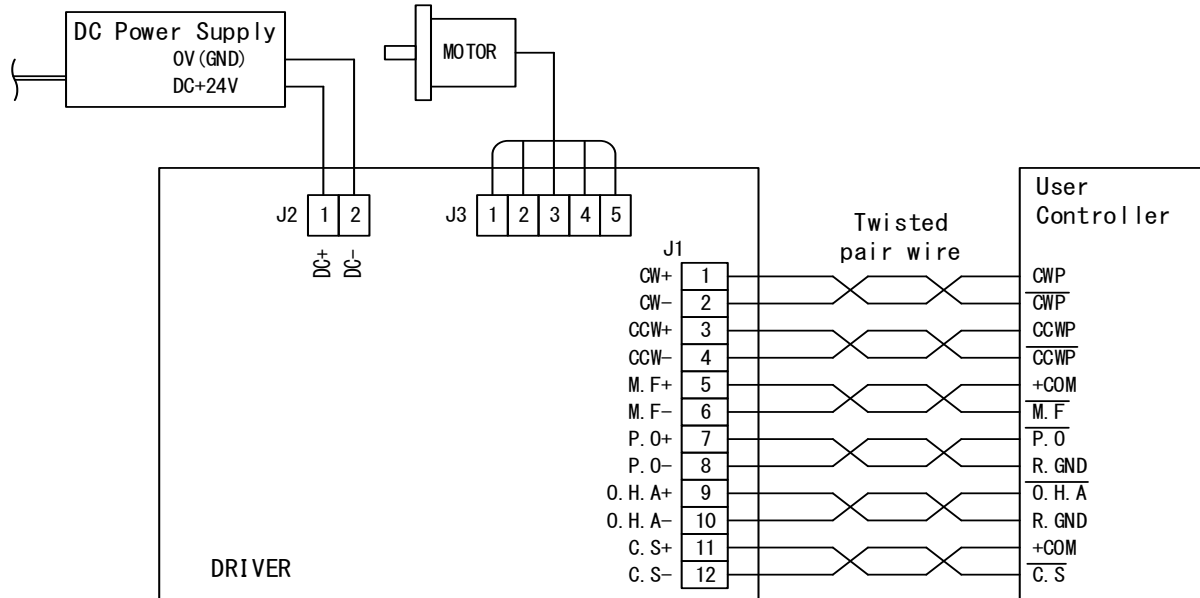 DC Power Supply
0V(GND)
DC+24V
MOTOR
J2 1 2
DC+ DC-
J3 1 2 3 4 5
User
Controller
Twisted
pair wire
J1
CW+ 1 CWP
CW- 2 C̅W̅P̅
CCW+ 3 CCWP
CCW- 4 C̅C̅W̅P̅
M.F+ 5 +COM
M.F- 6 M̅.̅F̅
P.O+ 7 P̅.̅O̅
P.O- 8 R.GND
O.H.A+ 9 O̅.̅H̅.̅A̅
O.H.A- 10 R.GND
C.S+ 11 +COM
C.S- 12 C̅.̅S̅
DRIVER